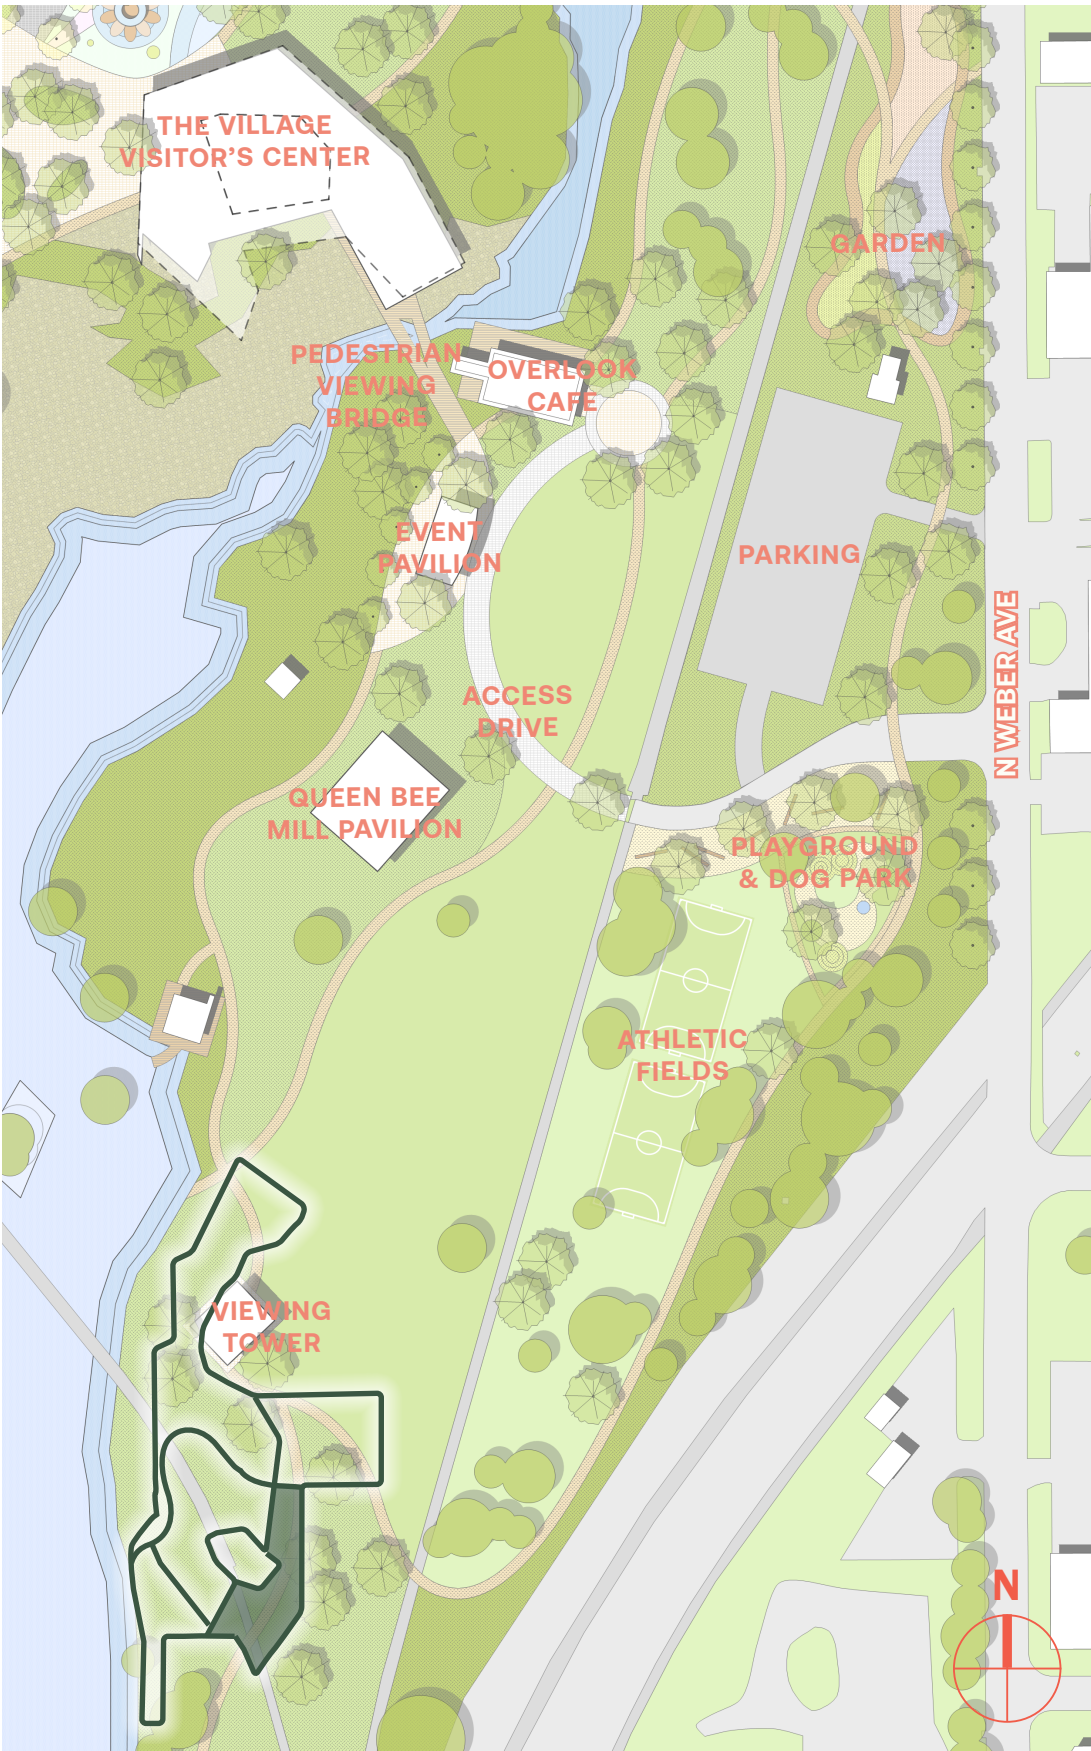 THE VILLAGE
VISITOR'S CENTER
GARDEN
PEDESTRIAN
VIEWING
BRIDGE
OVERLOOK
CAFE
EVENT
PAVILION
PARKING
N WEBER AVE
ACCESS
DRIVE
QUEEN BEE
MILL PAVILION
PLAYGROUND
& DOG PARK
ATHLETIC
FIELDS
VIEWING
TOWER
N